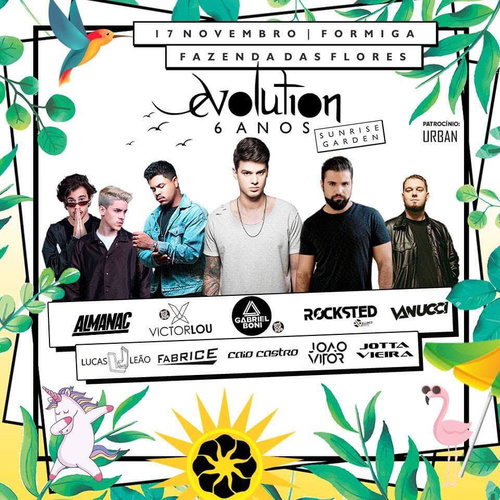 17 NOVEMBRO | FORMIGA
FAZENDA DAS FLORES
evolution
6 ANOS
SUNRISE
GARDEN
PATROCÍNIO:
URBAN
ALMANAC
VICTOR LOU
GABRIEL
BONI
ROCKSTED
VANUCCI
LUCAS LEÃO
FABRICE
CAIO CASTRO
JOAO
VITOR
JOTTA
VIEIRA